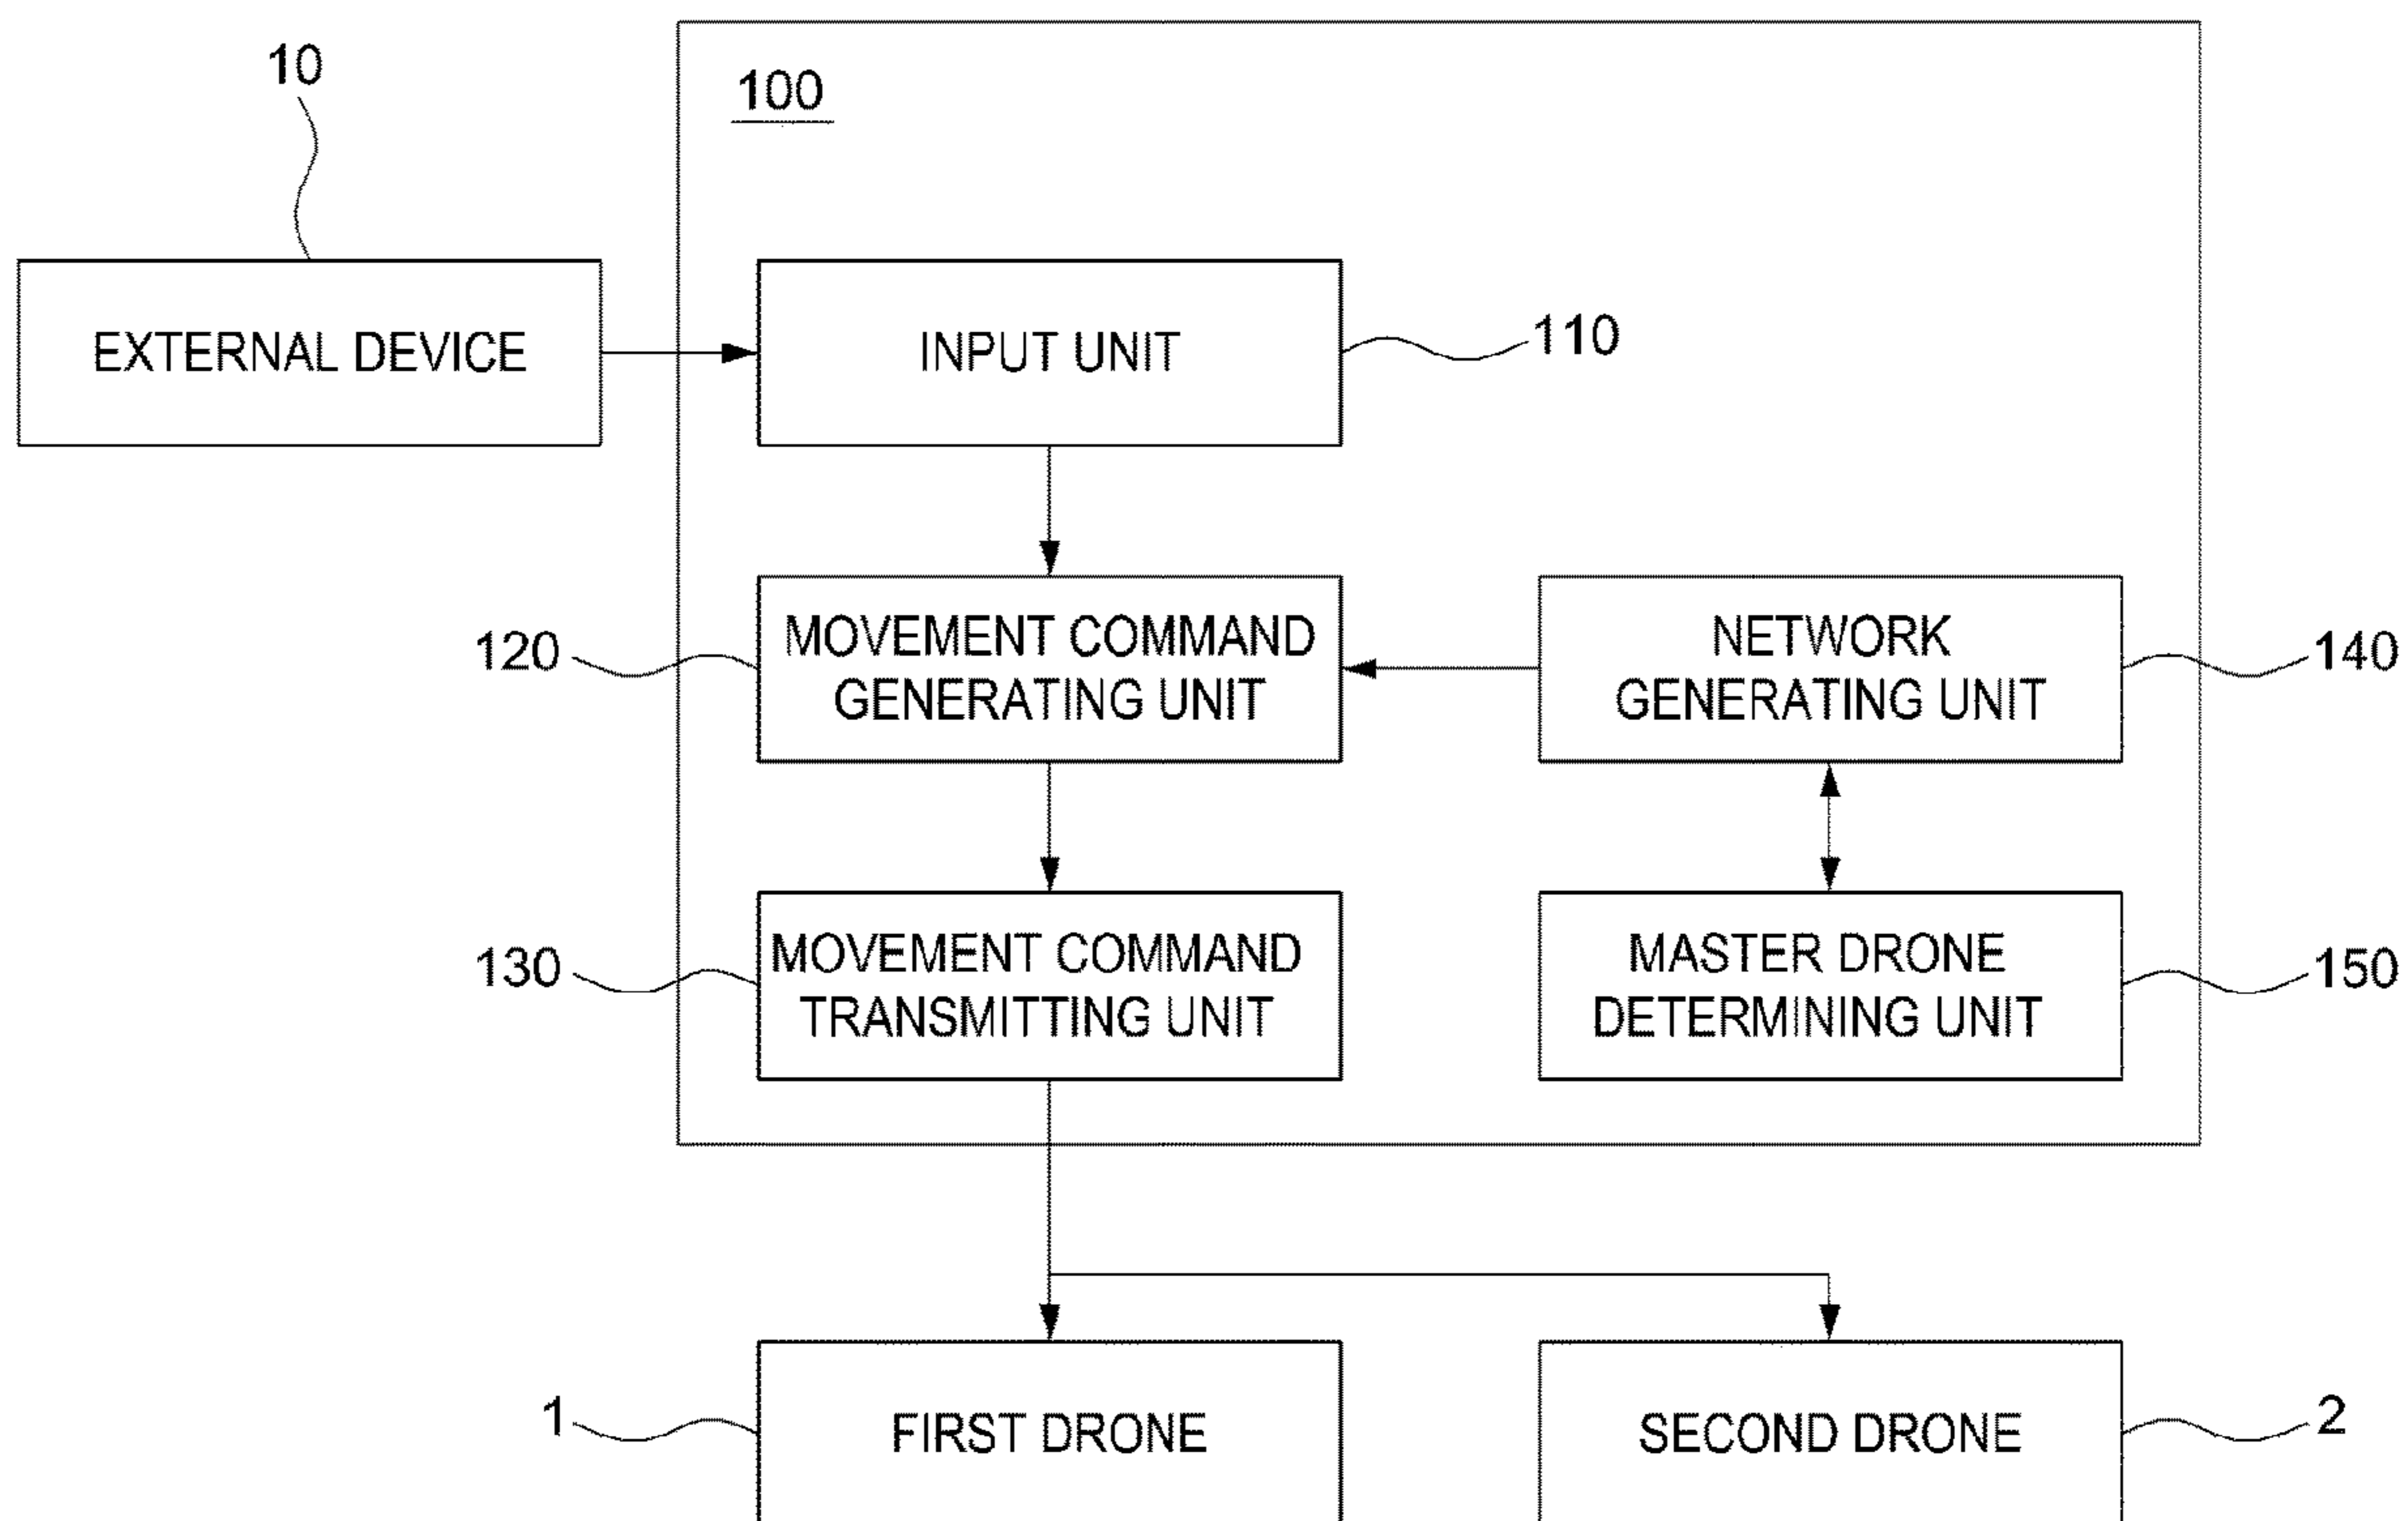 10
100
EXTERNAL DEVICE
INPUT UNIT
110
120
MOVEMENT COMMAND
GENERATING UNIT
NETWORK
GENERATING UNIT
140
130
MOVEMENT COMMAND
TRANSMITTING UNIT
MASTER DRONE
DETERMINING UNIT
150
1
FIRST DRONE
SECOND DRONE
2